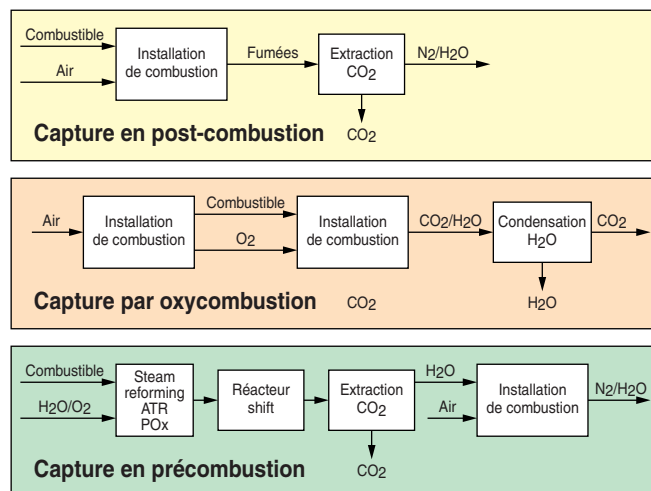 Combustible
Air
Installation
de combustion
Fumées
Extraction
CO2
N2/H2O
CO2
Capture en post-combustion
Air
Installation
de combustion
Combustible
O2
Installation
de combustion
CO2/H2O
Condensation
H2O
CO2
H2O
Capture par oxycombustion
CO2
Combustible
H2O/O2
Steam
reforming
ATR
POx
Réacteur
shift
Extraction
CO2
H2O
Air
Installation
de combustion
N2/H2O
CO2
Capture en précombustion